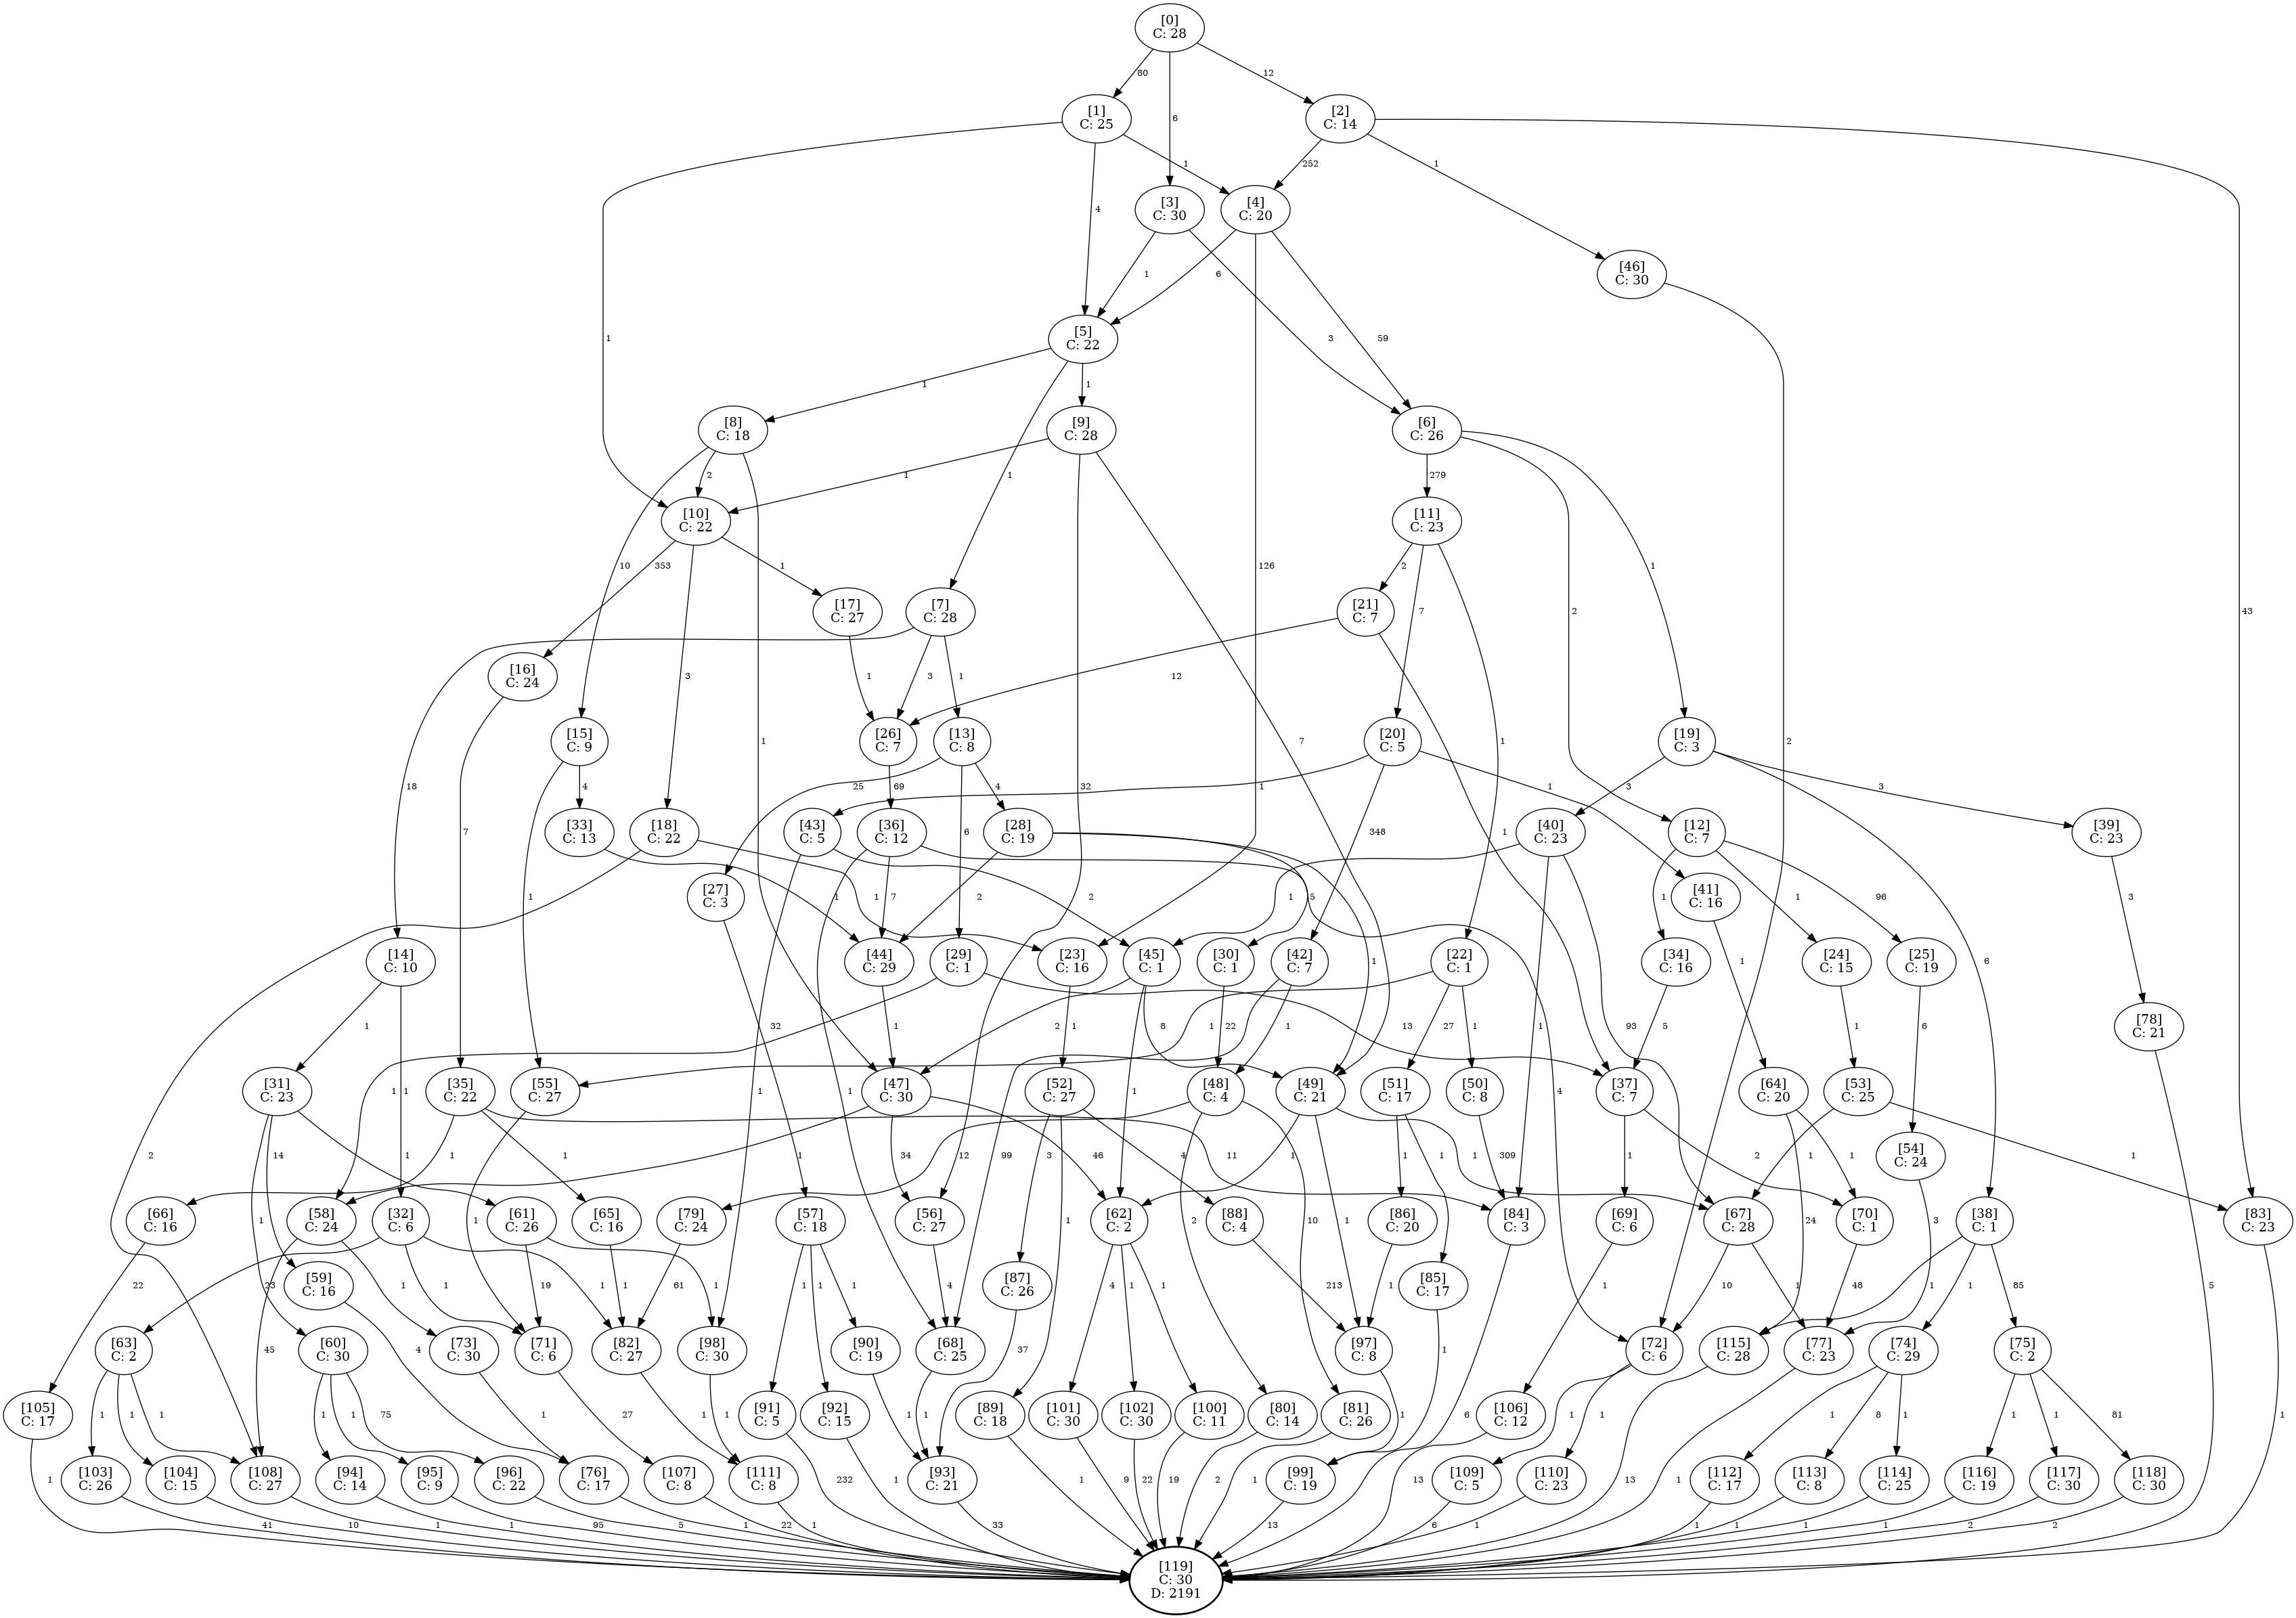 [0]
C: 28
80
6
12
[1]
C: 25
[2]
C: 14
1
4
1
252
1
43
[3]
C: 30
[4]
C: 20
1
3
6
126
59
[46]
C: 30
2
[5]
C: 22
1
1
1
[8]
C: 18
[9]
C: 28
[6]
C: 26
2
10
1
1
32
7
279
2
1
[10]
C: 22
[11]
C: 23
353
3
1
2
7
1
[17]
C: 27
[7]
C: 28
[21]
C: 7
1
18
3
1
12
1
[16]
C: 24
7
[15]
C: 9
[26]
C: 7
[13]
C: 8
[20]
C: 5
[19]
C: 3
1
4
69
25
6
4
1
348
1
3
6
3
[33]
C: 13
[18]
C: 22
[43]
C: 5
[36]
C: 12
[28]
C: 19
[40]
C: 23
[12]
C: 7
[39]
C: 23
2
1
1
2
1
7
4
2
5
1
1
1
93
1
1
96
3
[27]
C: 3
32
[41]
C: 16
1
[14]
C: 10
[44]
C: 29
[29]
C: 1
[23]
C: 16
[45]
C: 1
[30]
C: 1
[42]
C: 7
[22]
C: 1
[34]
C: 16
[24]
C: 15
[25]
C: 19
1
1
1
1
13
1
2
1
8
22
99
1
1
27
1
5
1
6
[78]
C: 21
5
[31]
C: 23
[35]
C: 22
[55]
C: 27
[47]
C: 30
[52]
C: 27
[48]
C: 4
[49]
C: 21
[51]
C: 17
[50]
C: 8
[37]
C: 7
[64]
C: 20
[53]
C: 25
1
14
1
1
1
11
1
34
46
3
1
4
2
10
1
1
1
1
309
1
2
24
1
1
1
[54]
C: 24
3
[66]
C: 16
[58]
C: 24
[32]
C: 6
[61]
C: 26
[65]
C: 16
[79]
C: 24
[57]
C: 18
[56]
C: 27
[62]
C: 2
[88]
C: 4
[86]
C: 20
[84]
C: 3
[69]
C: 6
[67]
C: 28
[70]
C: 1
[38]
C: 1
[83]
C: 23
22
45
1
23
1
1
19
1
1
61
1
1
1
4
4
1
1
213
1
6
1
10
1
48
1
1
85
1
[59]
C: 16
4
[87]
C: 26
37
[85]
C: 17
1
[63]
C: 2
[60]
C: 30
[73]
C: 30
[71]
C: 6
[82]
C: 27
[98]
C: 30
[90]
C: 19
[68]
C: 25
[97]
C: 8
[72]
C: 6
[115]
C: 28
[77]
C: 23
[74]
C: 29
[75]
C: 2
1
1
1
1
1
75
1
27
1
1
1
1
1
1
1
13
1
1
8
1
1
1
81
[105]
C: 17
[91]
C: 5
[92]
C: 15
[89]
C: 18
[101]
C: 30
[102]
C: 30
[100]
C: 11
[80]
C: 14
[81]
C: 26
[106]
C: 12
1
232
1
1
9
22
19
2
1
13
[103]
C: 26
[104]
C: 15
[108]
C: 27
[94]
C: 14
[95]
C: 9
[96]
C: 22
[76]
C: 17
[107]
C: 8
[111]
C: 8
[93]
C: 21
[99]
C: 19
[109]
C: 5
[110]
C: 23
[112]
C: 17
[113]
C: 8
[114]
C: 25
[116]
C: 19
[117]
C: 30
[118]
C: 30
41
10
1
1
95
5
1
22
1
33
13
6
1
1
1
1
1
2
2
[119]
C: 30
D: 2191